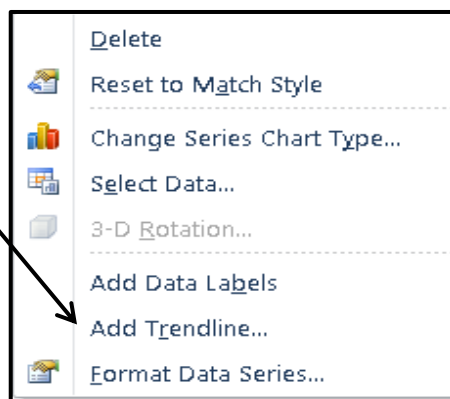 Delete
Reset to Match Style
Change Series Chart Type...
Select Data...
3-D Rotation...
Add Data Labels
Add Trendline...
Format Data Series...